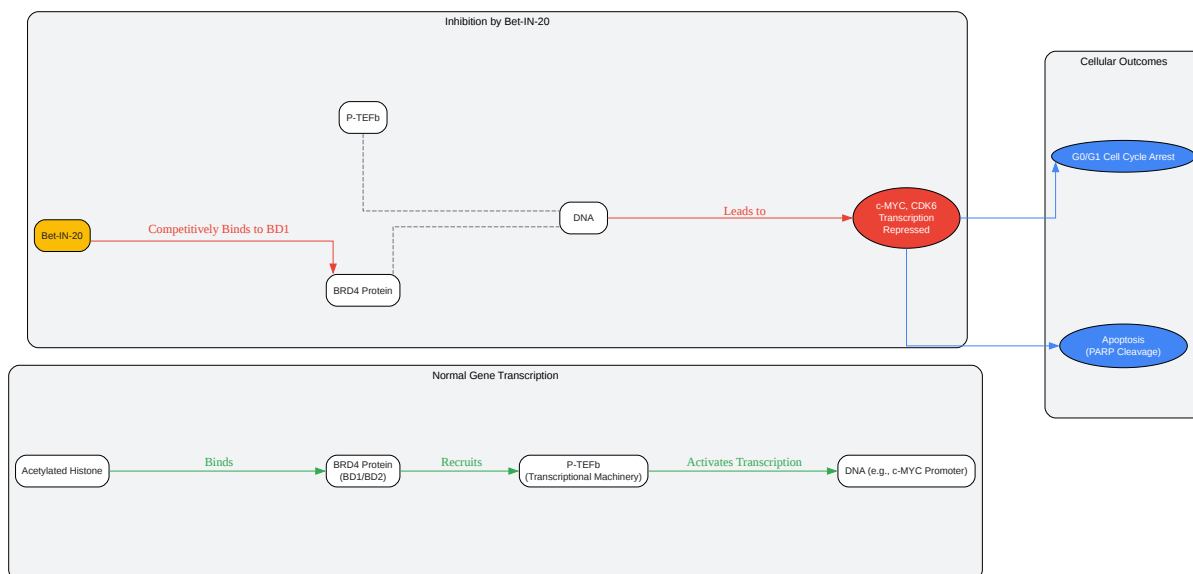 Inhibition by Bet-IN-20
Cellular Outcomes
P-TEFb
G0/G1 Cell Cycle Arrest
Bet-IN-20
Competitively Binds to BD1
DNA
Leads to
c-MYC, CDK6
Transcription
Repressed
BRD4 Protein
Apoptosis
(PARP Cleavage)
Normal Gene Transcription
Acetylated Histone
Binds
BRD4 Protein
(BD1/BD2)
Recruits
P-TEFb
(Transcriptional Machinery)
Activates Transcription
DNA (e.g., c-MYC Promoter)